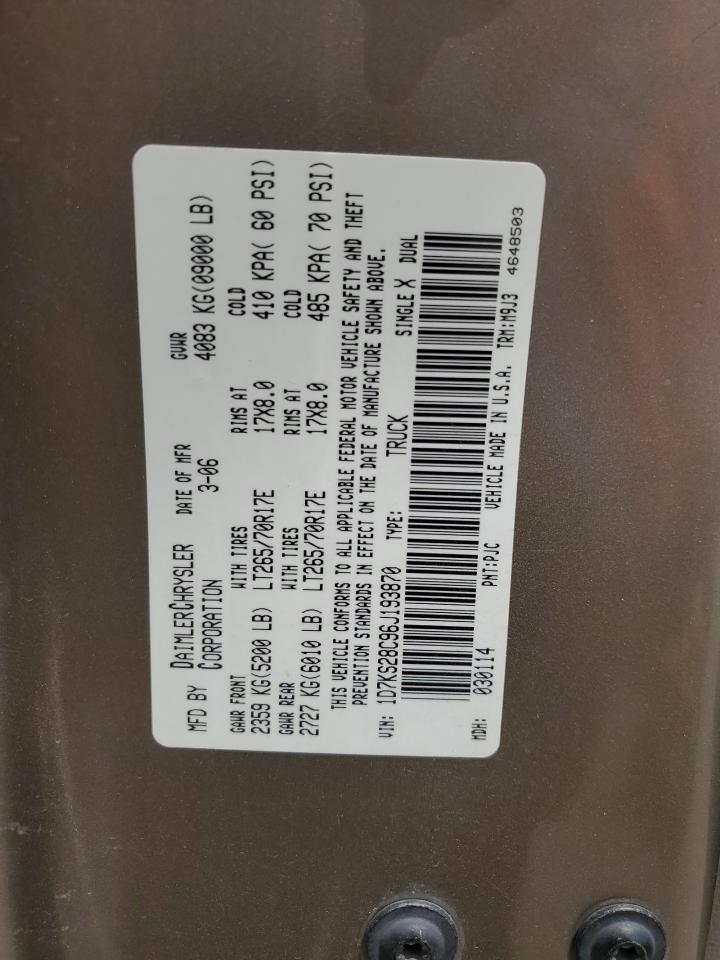 MFD BY DAIMLERCHRYSLER CORPORATION DATE OF MFR 3-06 GVWR 4083 KG(09000 LB)
GAWR FRONT WITH TIRES RIMS AT COLD
2359 KG(5200 LB) LT265/70R17E 17X8.0 410 KPA( 60 PSI)
GAWR REAR WITH TIRES RIMS AT COLD
2727 KG(6010 LB) LT265/70R17E 17X8.0 485 KPA( 70 PSI)
THIS VEHICLE CONFORMS TO ALL APPLICABLE FEDERAL MOTOR VEHICLE SAFETY AND THEFT
PREVENTION STANDARDS IN EFFECT ON THE DATE OF MANUFACTURE SHOWN ABOVE.
VIN: 1D7KS28C96J193870 TYPE: TRUCK SINGLE X DUAL
MDH: 030114 PNT:PJC VEHICLE MADE IN U.S.A. TRM:M9J3 4648503